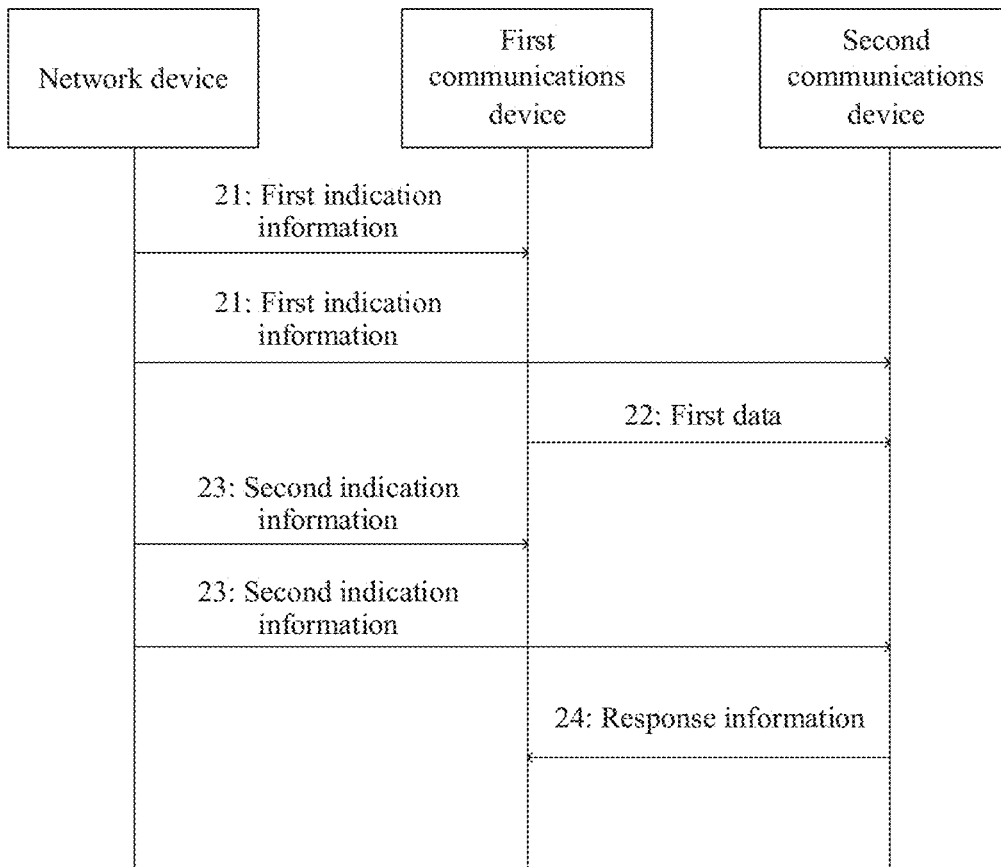 Network device
First
communications
device
Second
communications
device
21: First indication
information
21: First indication
information
22: First data
23: Second indication
information
23: Second indication
information
24: Response information